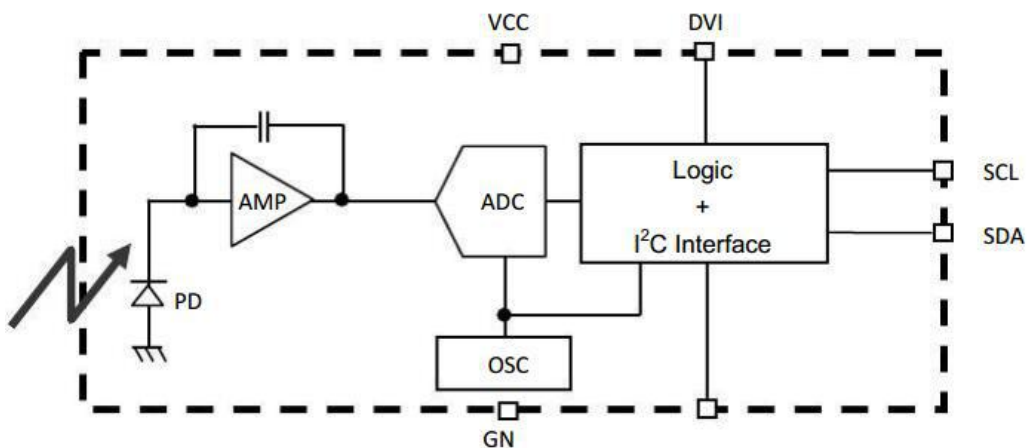 VCC
DVI
AMP
ADC
Logic
+
I²C Interface
SCL
SDA
PD
OSC
GN